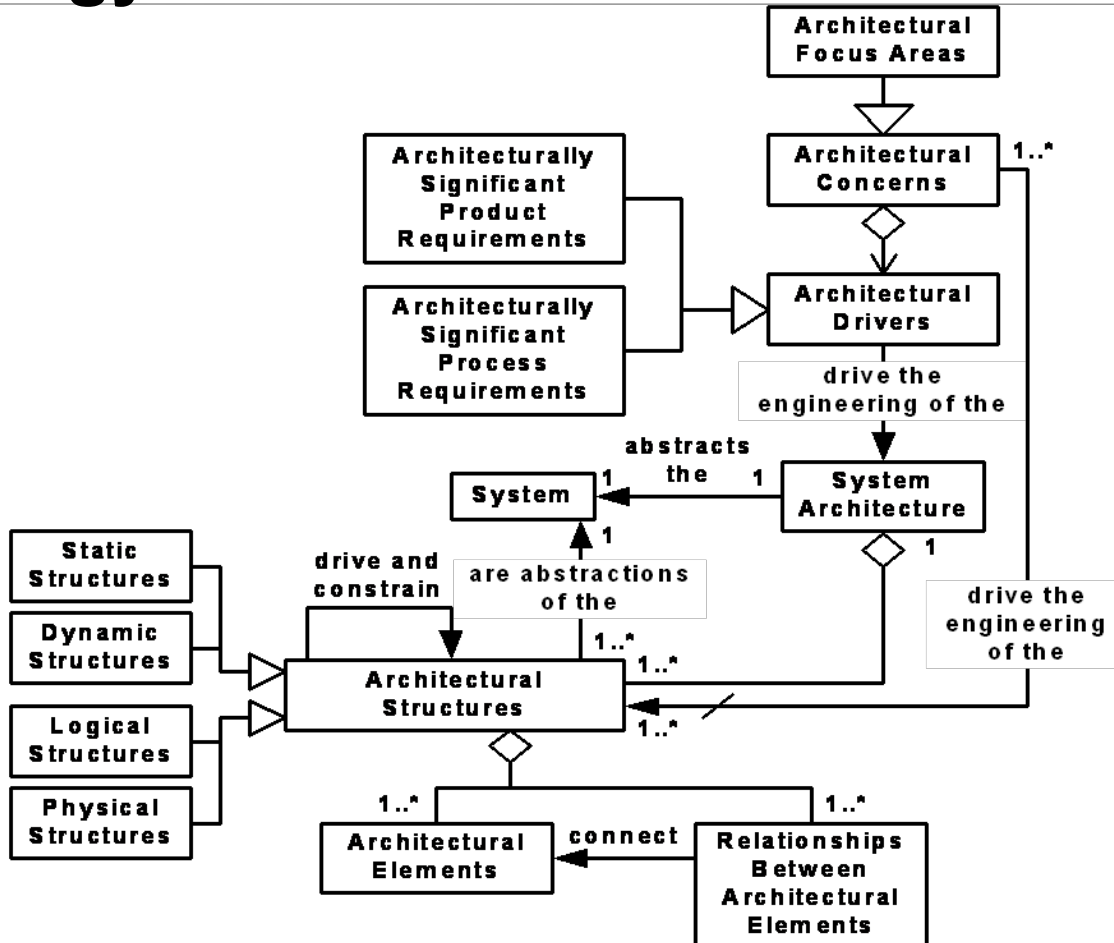 gy
Architectural
Focus Areas
Architecturally
Significant
Product
Requirements
Architectural
Concerns
1..*
Architecturally
Significant
Process
Requirements
Architectural
Drivers
drive the
engineering of the
abstracts
the
1
1
System
System
Architecture
1
1
Static
Structures
drive and
constrain
are abstractions
of the
drive the
engineering
of the
Dynamic
Structures
1..*
1..*
Architectural
Structures
1..*
Logical
Structures
Physical
Structures
1..*
1..*
Architectural
Elements
connect
Relationships
Between
Architectural
Elements